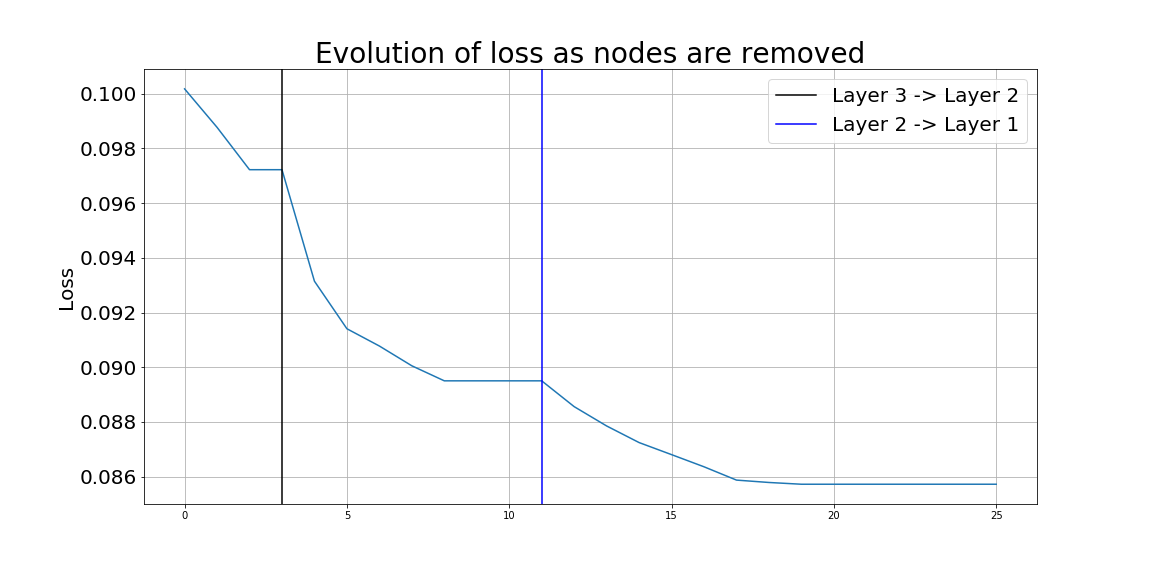 Evolution of loss as nodes are removed
Layer 3 -> Layer 2
Layer 2 -> Layer 1
Loss
0.100
0.098
0.096
0.094
0.092
0.090
0.088
0.086
0 5 10 15 20 25